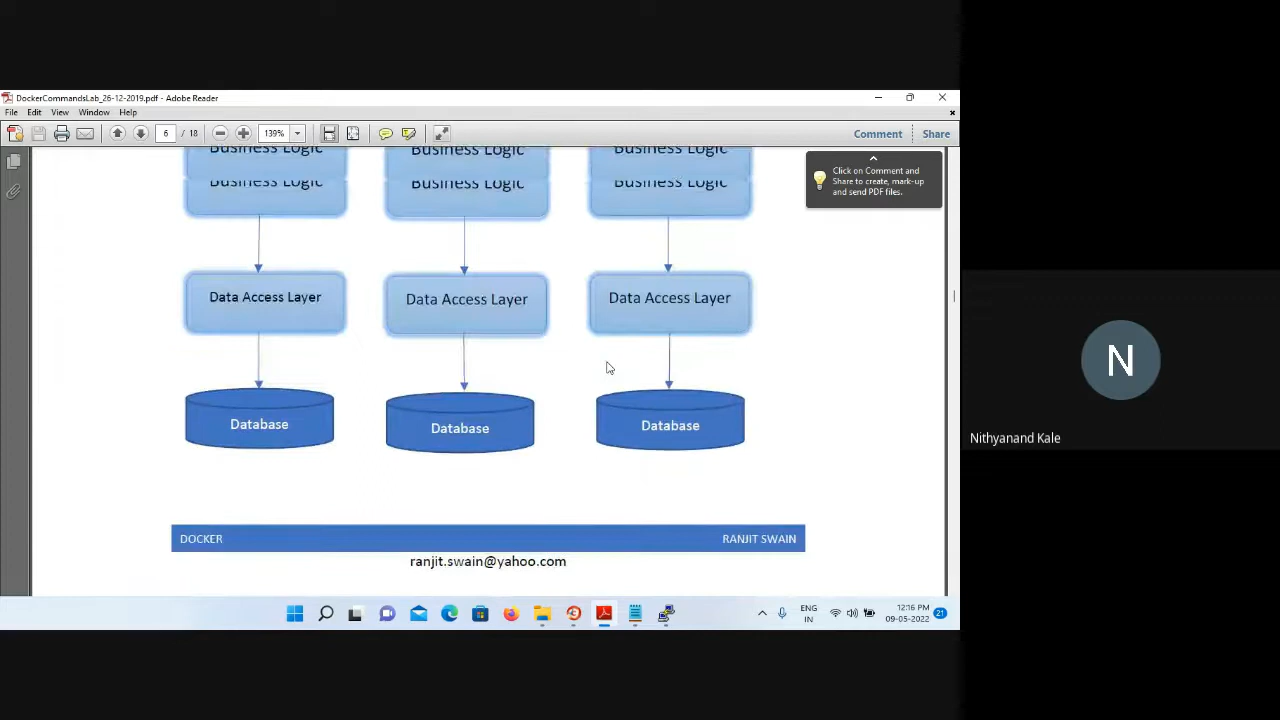 DockerCommandsLab_26-12-2019.pdf - Adobe Reader
File Edit View Window Help
6 / 18 139% Comment Share
Click on Comment and
Share to create, mark-up
and send PDF files.
Business Logic Business Logic Business Logic
Business Logic Business Logic Business Logic
Data Access Layer Data Access Layer Data Access Layer
Database Database Database
DOCKER RANJIT SWAIN
ranjit.swain@yahoo.com
N
Nithyanand Kale
ENG
IN
12:16 PM
09-05-2022
21